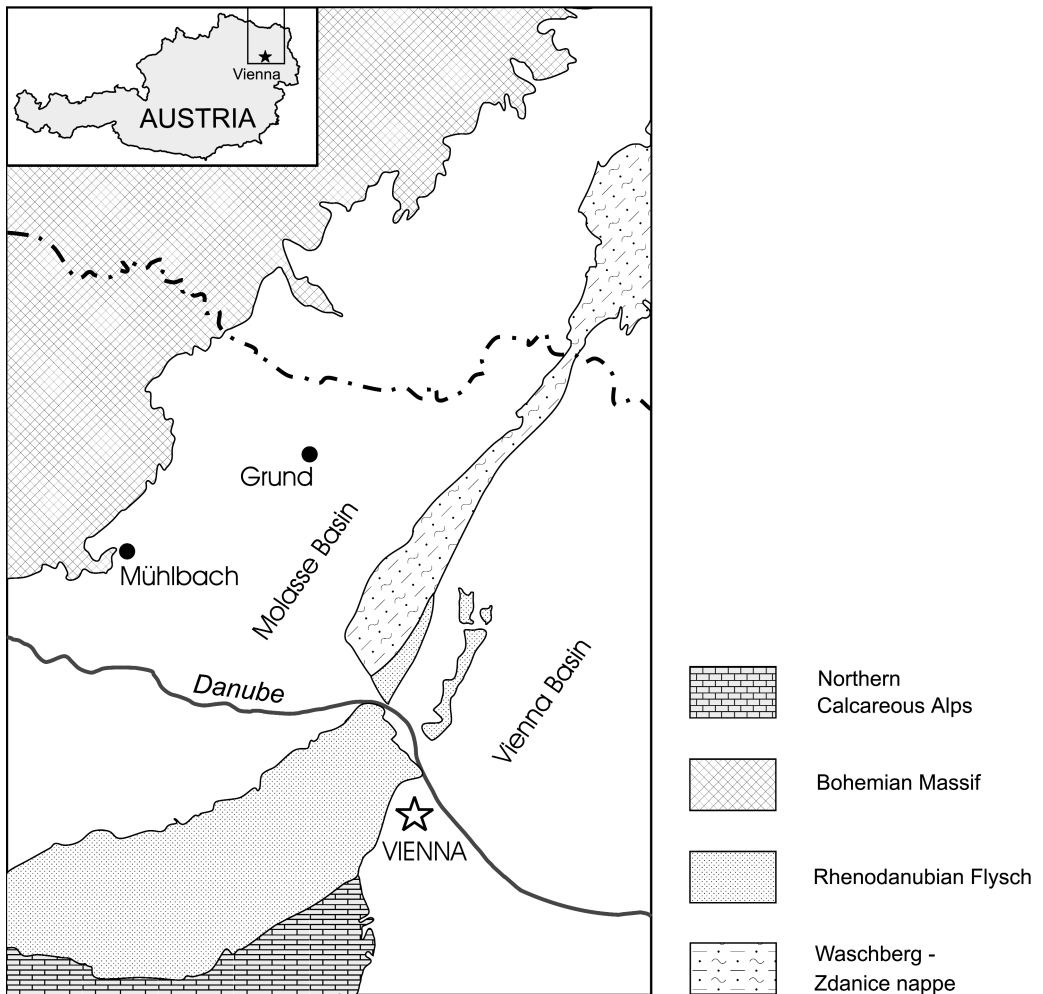 Vienna
AUSTRIA
Grund
Mühlbach
Molasse Basin
Danube
Vienna Basin
VIENNA
Northern
Calcareous Alps
Bohemian Massif
Rhenodanubian Flysch
Waschberg -
Zdanice nappe